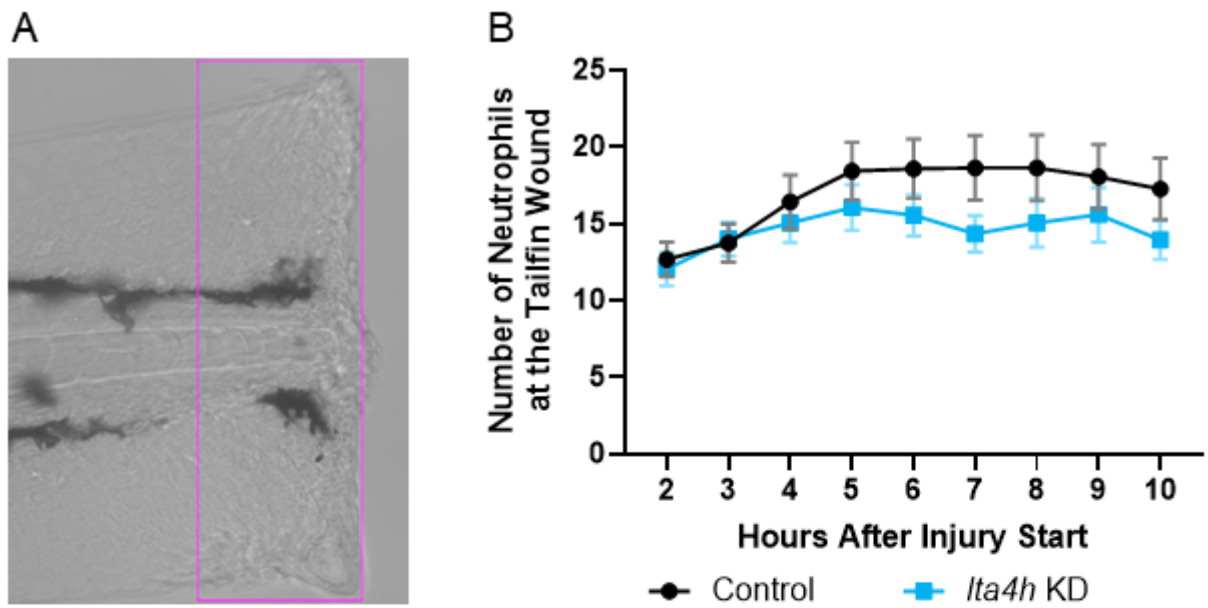 A
B
Number of Neutrophils
at the Tailfin Wound
25
20
15
10
5
0
2 3 4 5 6 7 8 9 10
Hours After Injury Start
Control lta4h KD